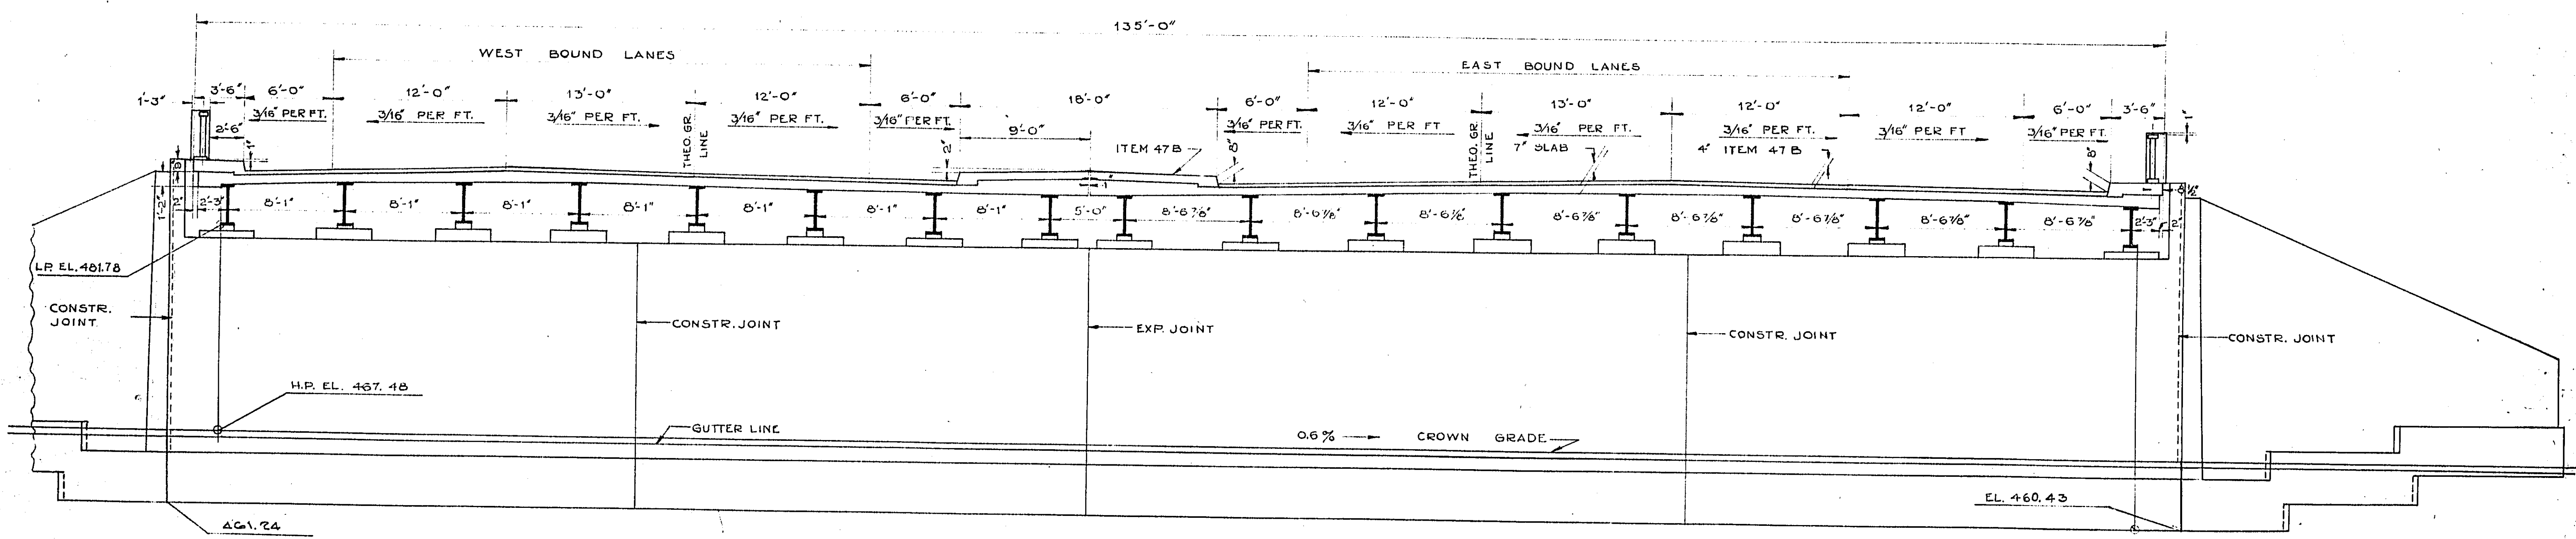 135'-0"
WEST BOUND LANES
EAST BOUND LANES
1'-3"
3'-6"
6'-0"
12'-0"
13'-0"
12'-0"
6'-0"
18'-0"
6'-0"
12'-0"
13'-0"
12'-0"
12'-0"
6'-0"
3'-6"
3/16" PER FT.
3/16" PER FT.
3/16" PER FT.
3/16" PER FT.
3/16" PER FT.
3/16" PER FT.
3/16" PER FT
3/16" PER FT.
3/16" PER FT.
3/16" PER FT
3/16" PER FT.
2'-6"
THEO. GR.
LINE
9'-0"
ITEM 47B
THEO. GR.
LINE
7" SLAB
4" ITEM 47B
2"
8"
8"
1'-2"
2"
2'-3"
8'-1"
8'-1"
8'-1"
8'-1"
8'-1"
8'-1"
8'-1"
5'-0"
8'-6 7/8"
8'-6 7/8"
8'-6 7/8"
8'-6 7/8"
8'-6 7/8"
8'-6 7/8"
8'-6 7/8"
8'-6 7/8"
2'-3"
2"
L.P. EL. 481.78
CONSTR.
JOINT
CONSTR. JOINT
EXP. JOINT
CONSTR. JOINT
CONSTR. JOINT
H.P. EL. 467.48
GUTTER LINE
0.6% CROWN GRADE
461.24
EL. 460.43